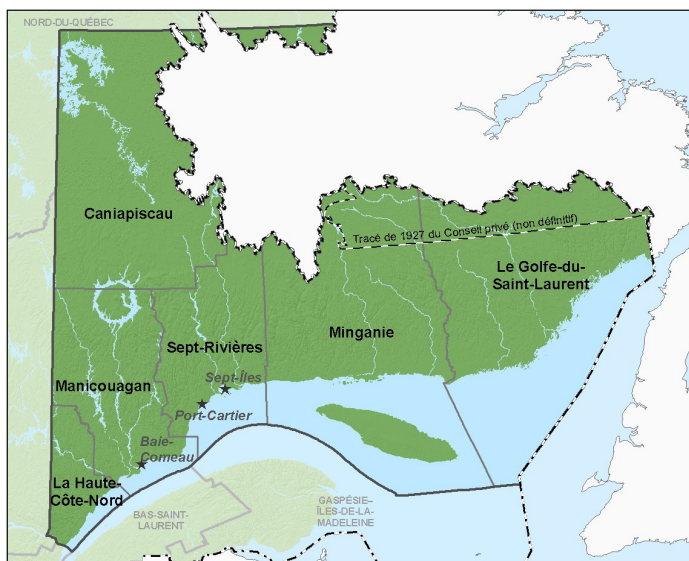 NORD-DU-QUÉBEC
Caniapiscau
Tracé de 1927 du Conseil privé (non définitif)
Le Golfe-du-
Saint-Laurent
Minganie
Sept-Rivières
Manicouagan
Sept-Îles
Port-Cartier
Baie-
Comeau
La Haute-
Côte-Nord
BAS-SAINT-
LAURENT
GASPÉSIE–
ÎLES-DE-LA-
MADELEINE